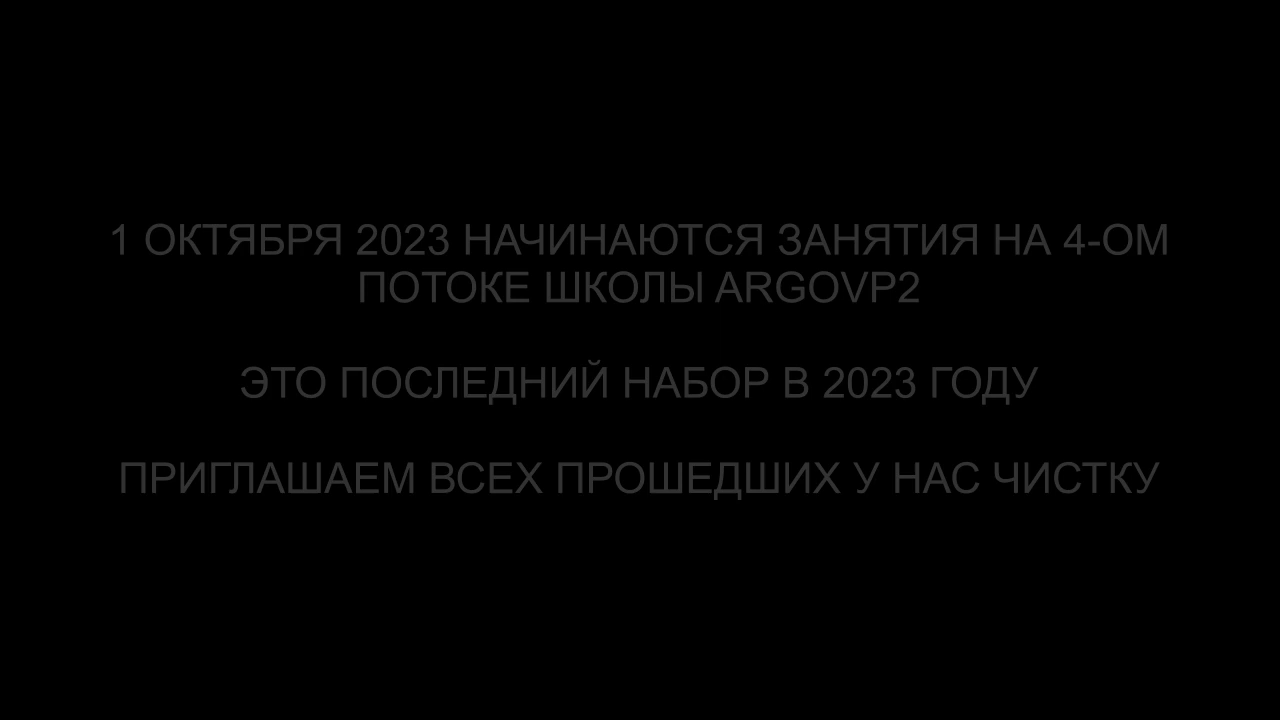 1 ОКТЯБРЯ 2023 НАЧИНАЮТСЯ ЗАНЯТИЯ НА 4-ОМ
ПОТОКЕ ШКОЛЫ ARGOVP2
ЭТО ПОСЛЕДНИЙ НАБОР В 2023 ГОДУ
ПРИГЛАШАЕМ ВСЕХ ПРОШЕДШИХ У НАС ЧИСТКУ